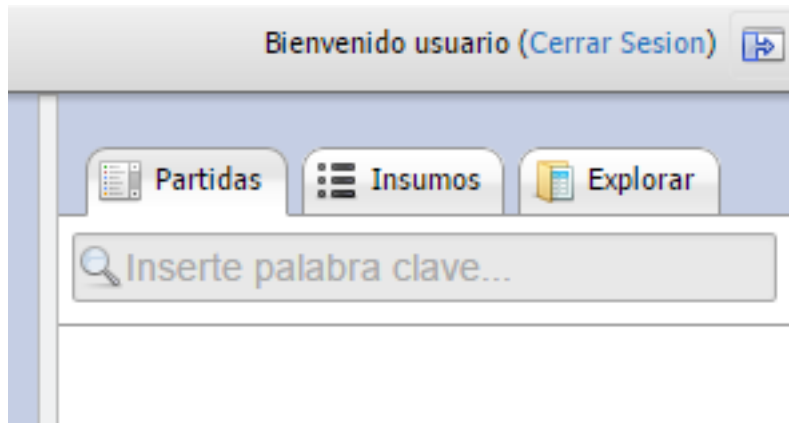 Bienvenido usuario (Cerrar Sesion)
Partidas Insumos Explorar
Inserte palabra clave...